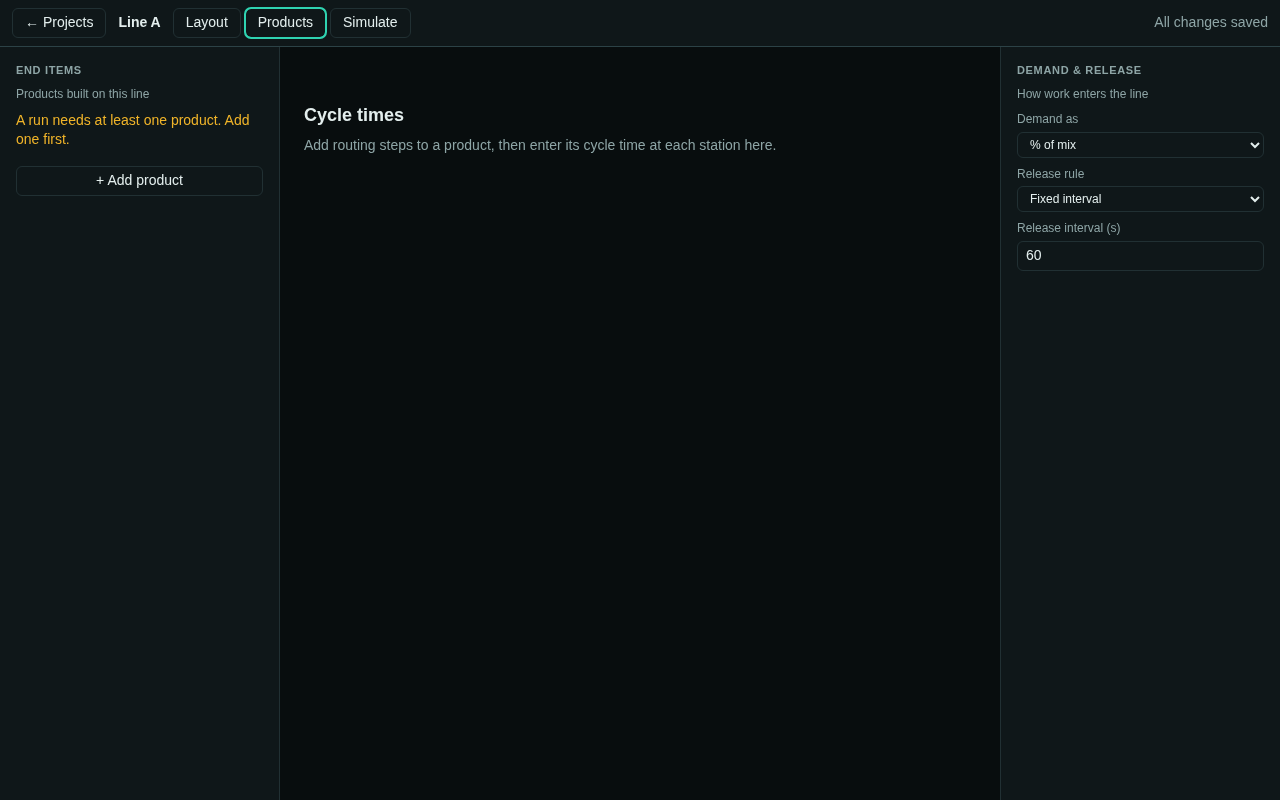 ← Projects
Line A
Layout
Products
Simulate
All changes saved
END ITEMS
Products built on this line
A run needs at least one product. Add
one first.
+ Add product
Cycle times
Add routing steps to a product, then enter its cycle time at each station here.
DEMAND & RELEASE
How work enters the line
Demand as
% of mix
Release rule
Fixed interval
Release interval (s)
60